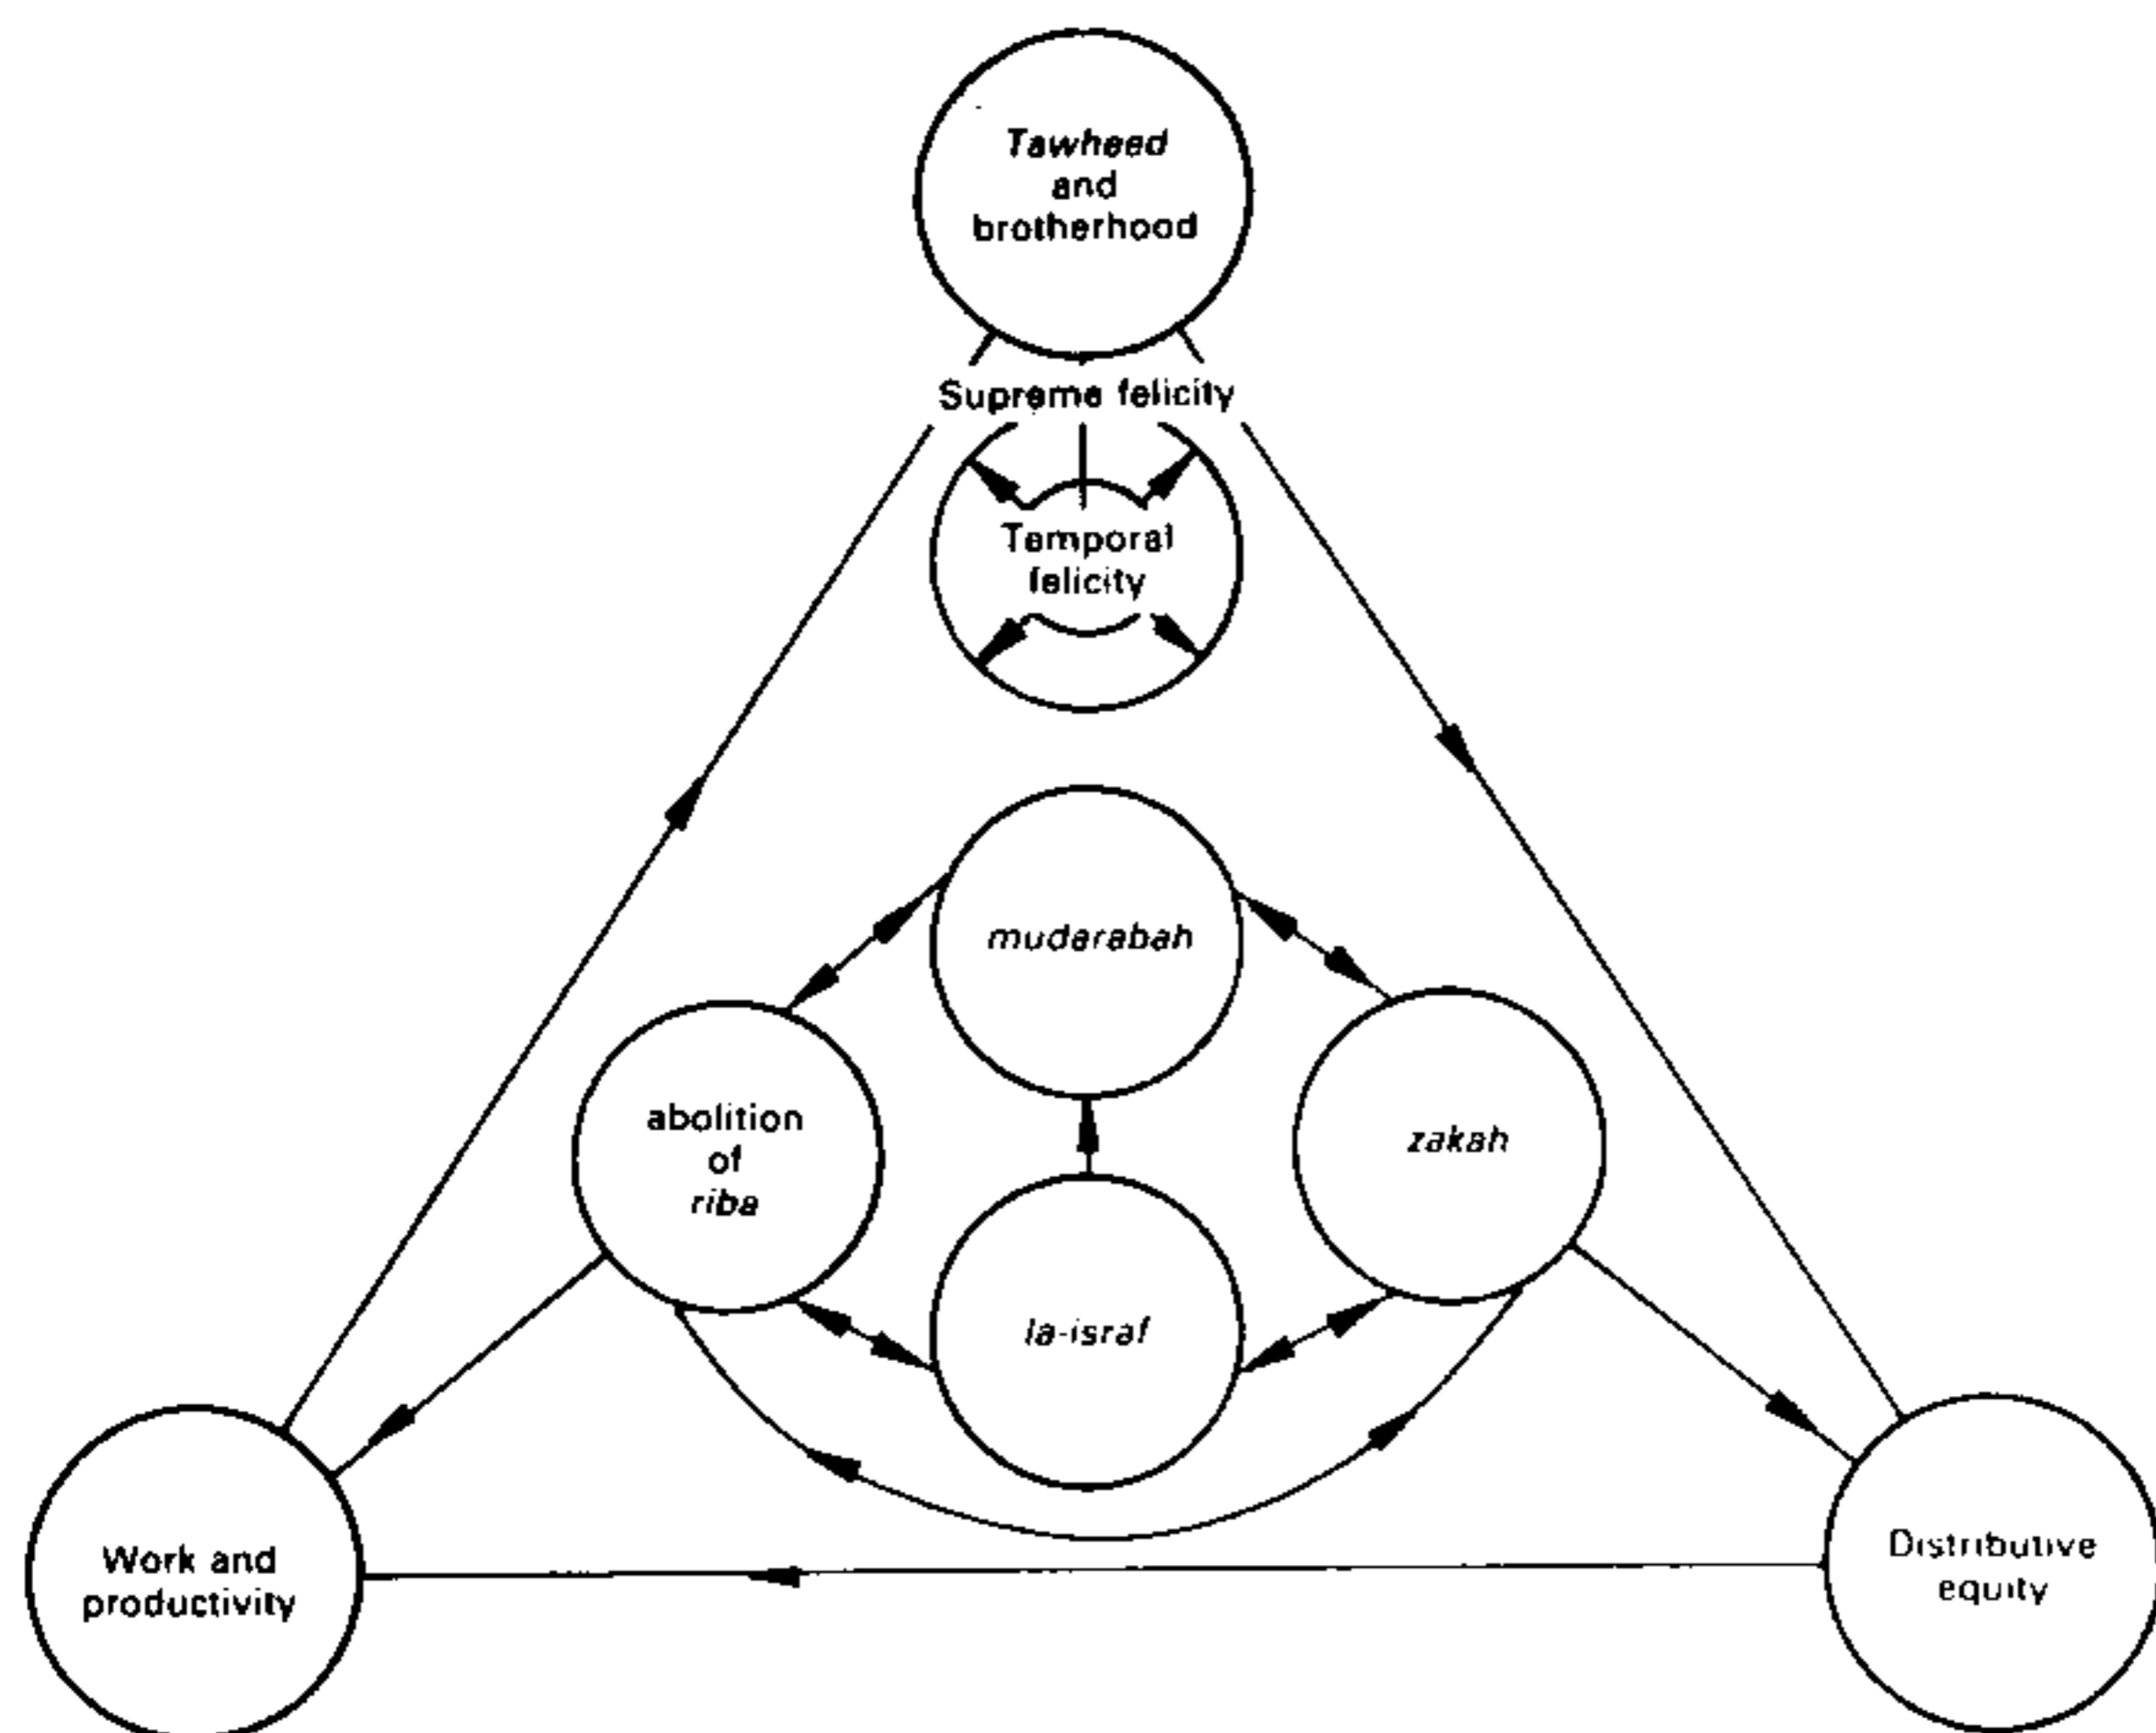 Tawheed
and
brotherhood
Supreme felicity
Temporal
felicity
mudarabah
abolition
of
riba
zakah
la-israf
Work and
productivity
Distributive
equity